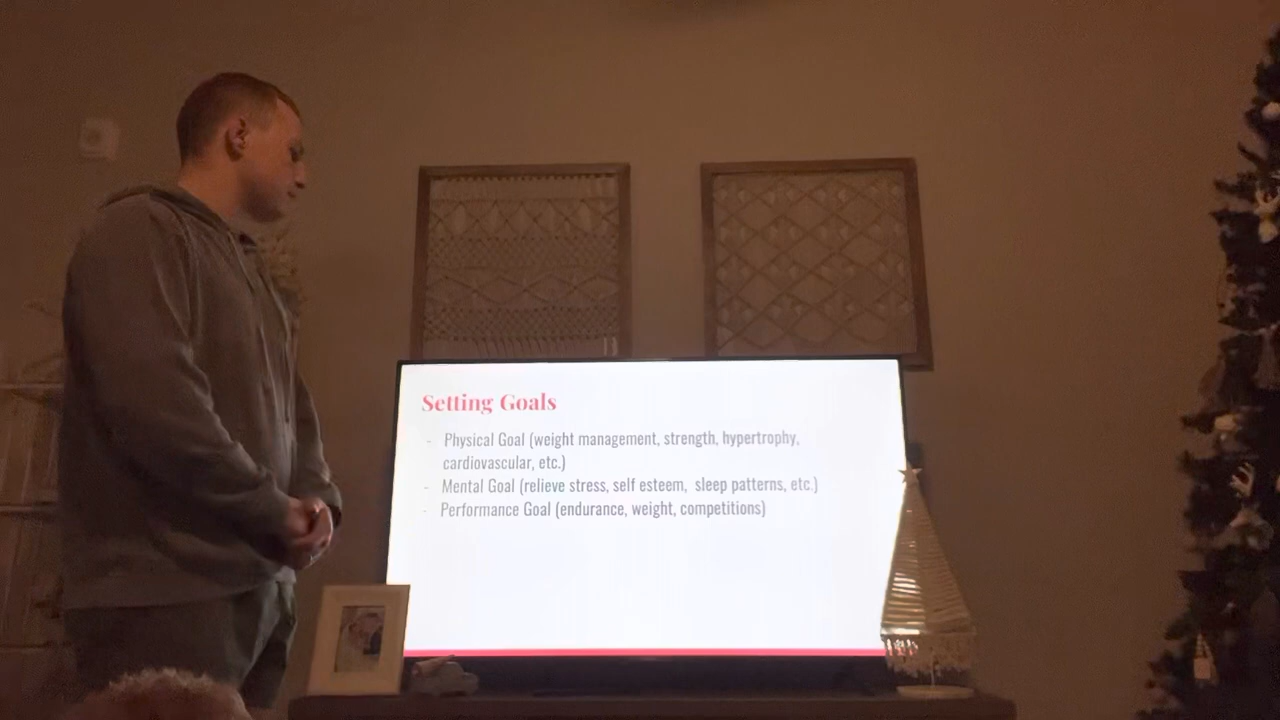 Setting Goals
- Physical Goal (weight management, strength, hypertrophy,
cardiovascular, etc.)
- Mental Goal (relieve stress, self esteem, sleep patterns, etc.)
- Performance Goal (endurance, weight, competitions)